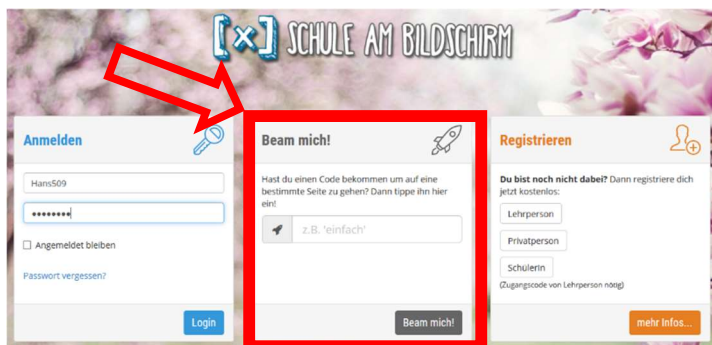 [x] SCHULE AM BILDSCHIRM
Anmelden
Hans509
••••••••
Angemeldet bleiben
Passwort vergessen?
Login
Beam mich!
Hast du einen Code bekommen um auf eine
bestimmte Seite zu gehen? Dann tippe ihn hier
ein!
z.B. 'einfach'
Beam mich!
Registrieren
Du bist noch nicht dabei? Dann registriere dich
jetzt kostenlos:
Lehrperson
Privatperson
SchülerIn
(Zugangscode von Lehrperson nötig)
mehr Infos...